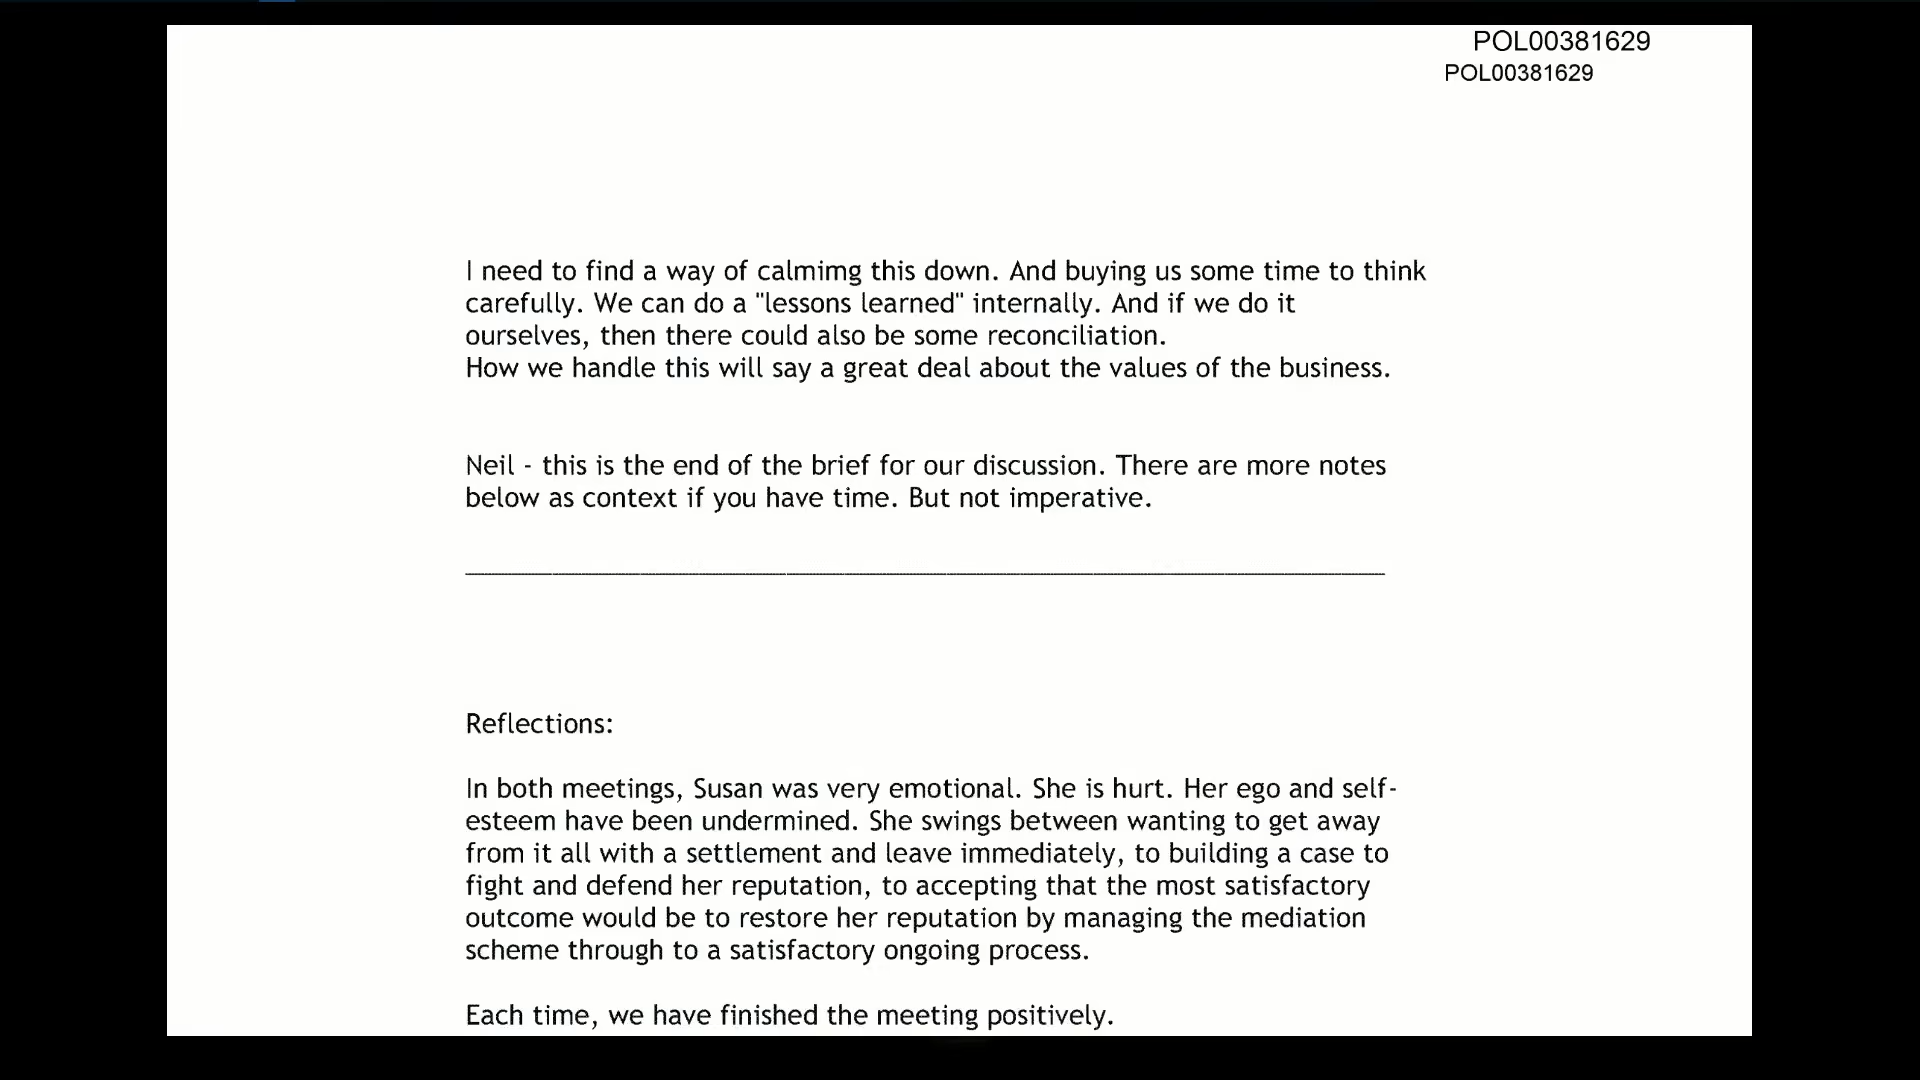 POL00381629
POL00381629
I need to find a way of calmimg this down. And buying us some time to think
carefully. We can do a "lessons learned" internally. And if we do it
ourselves, then there could also be some reconciliation.
How we handle this will say a great deal about the values of the business.
Neil - this is the end of the brief for our discussion. There are more notes
below as context if you have time. But not imperative.
Reflections:
In both meetings, Susan was very emotional. She is hurt. Her ego and self-
esteem have been undermined. She swings between wanting to get away
from it all with a settlement and leave immediately, to building a case to
fight and defend her reputation, to accepting that the most satisfactory
outcome would be to restore her reputation by managing the mediation
scheme through to a satisfactory ongoing process.
Each time, we have finished the meeting positively.